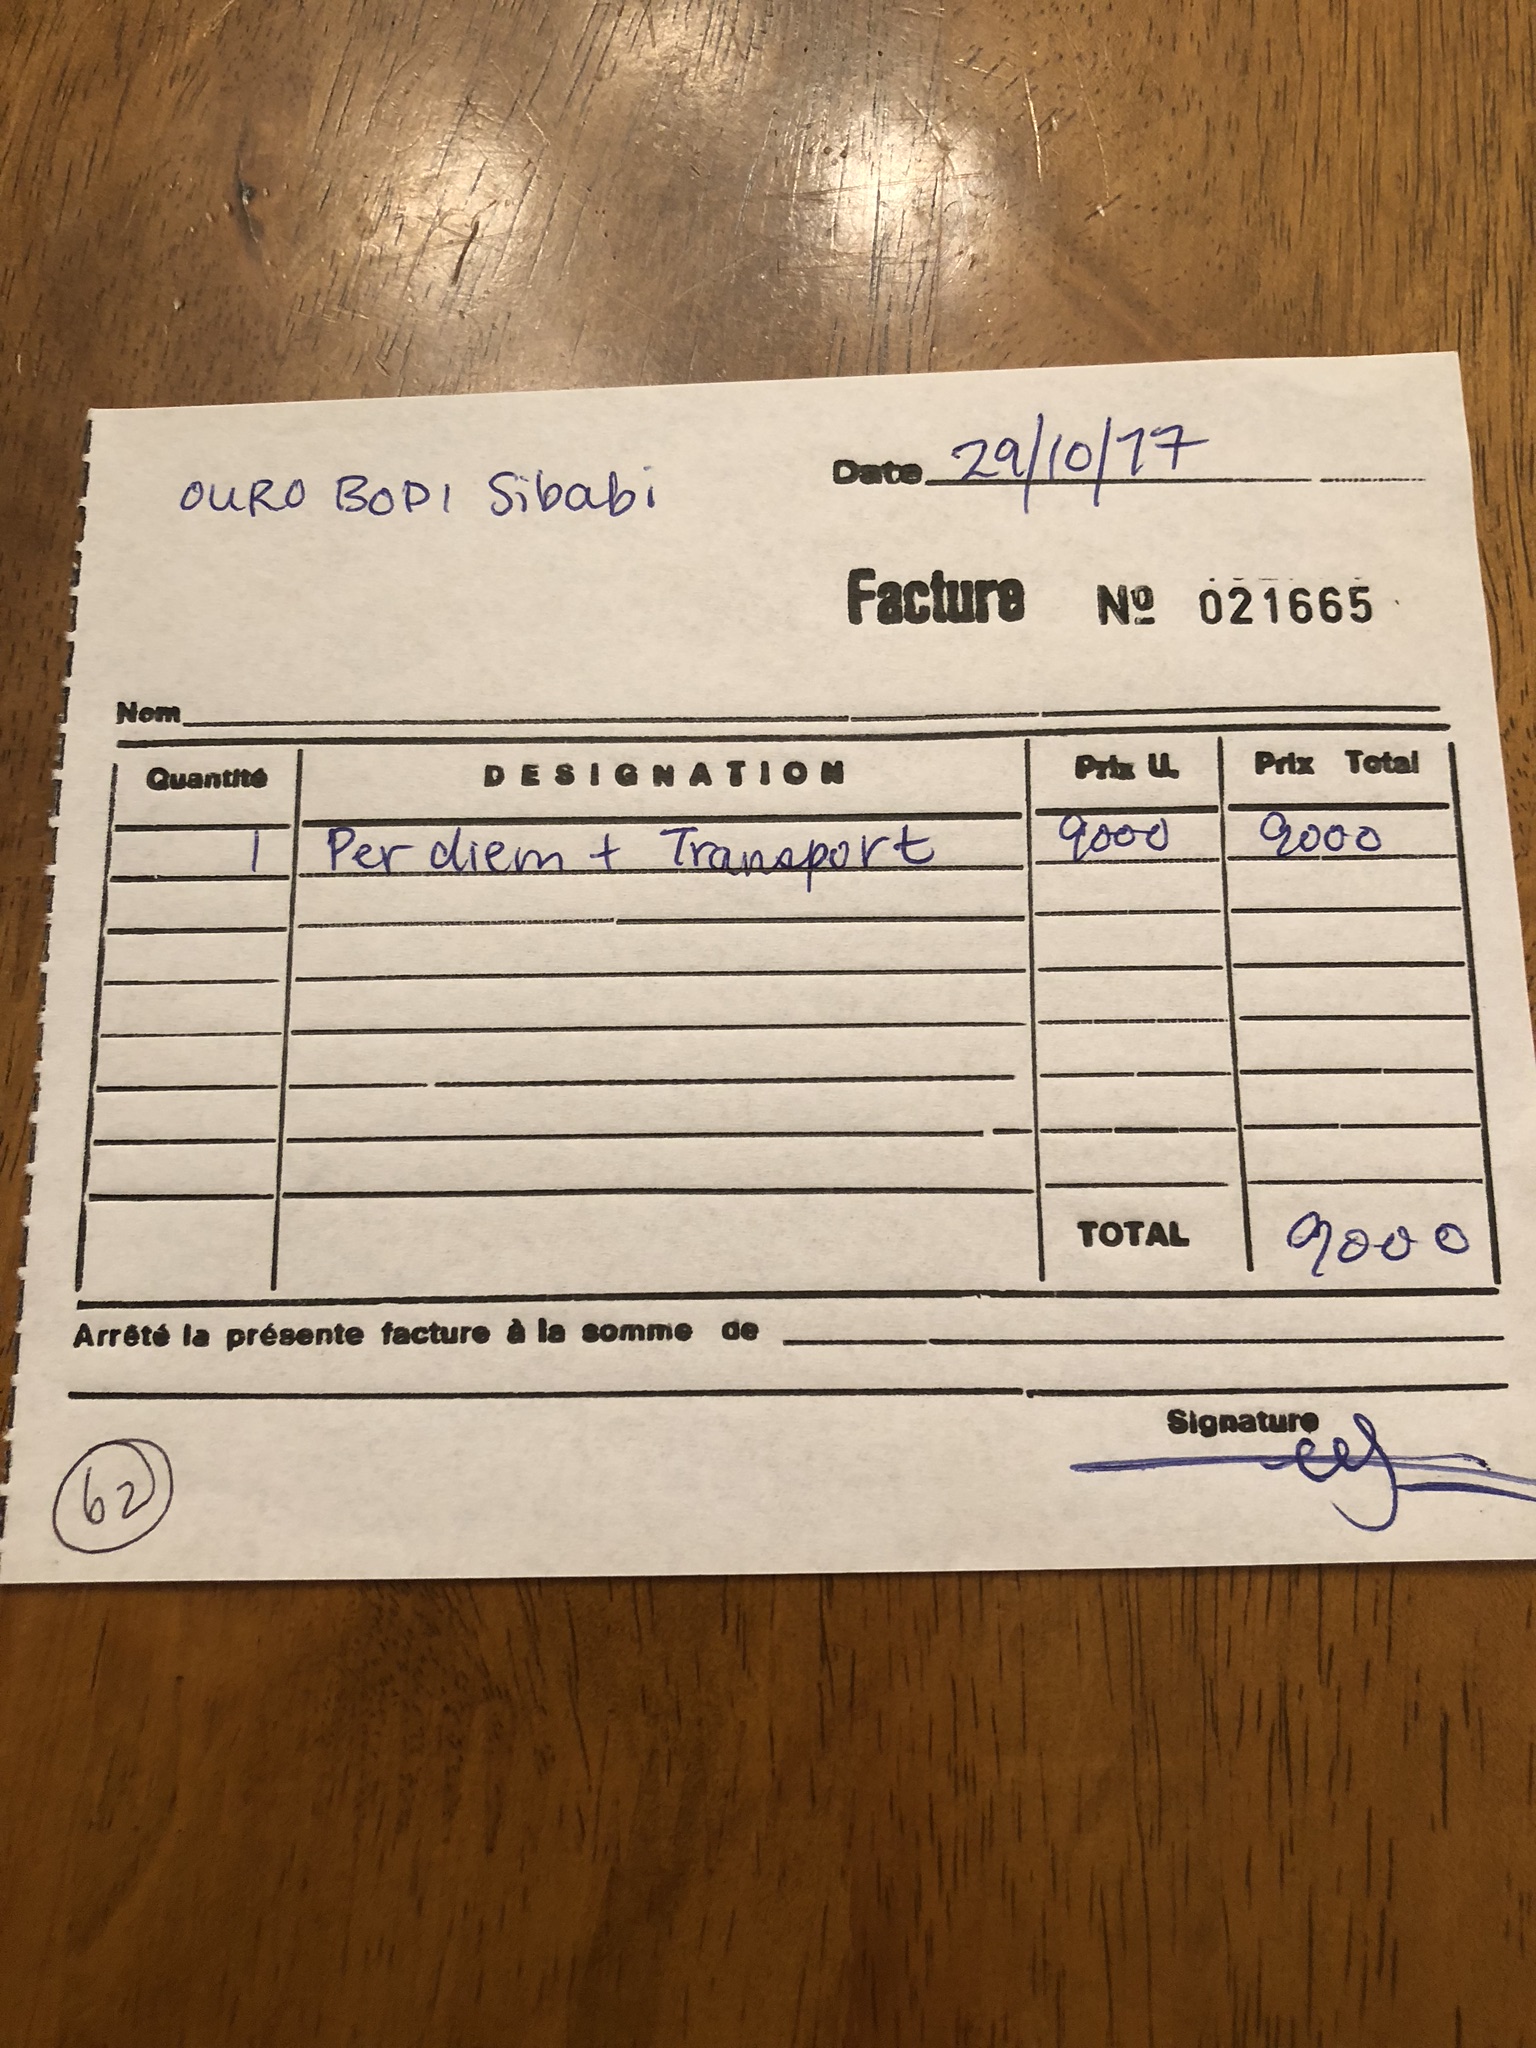 OURO BODI Sibabi
Date 29/10/17
Facture Nº 021665
Nom
Quantité DESIGNATION Prix U. Prix Total
1 Per diem + Transport 9000 9000
TOTAL 9000
Arrêté la présente facture à la somme de
Signature
62